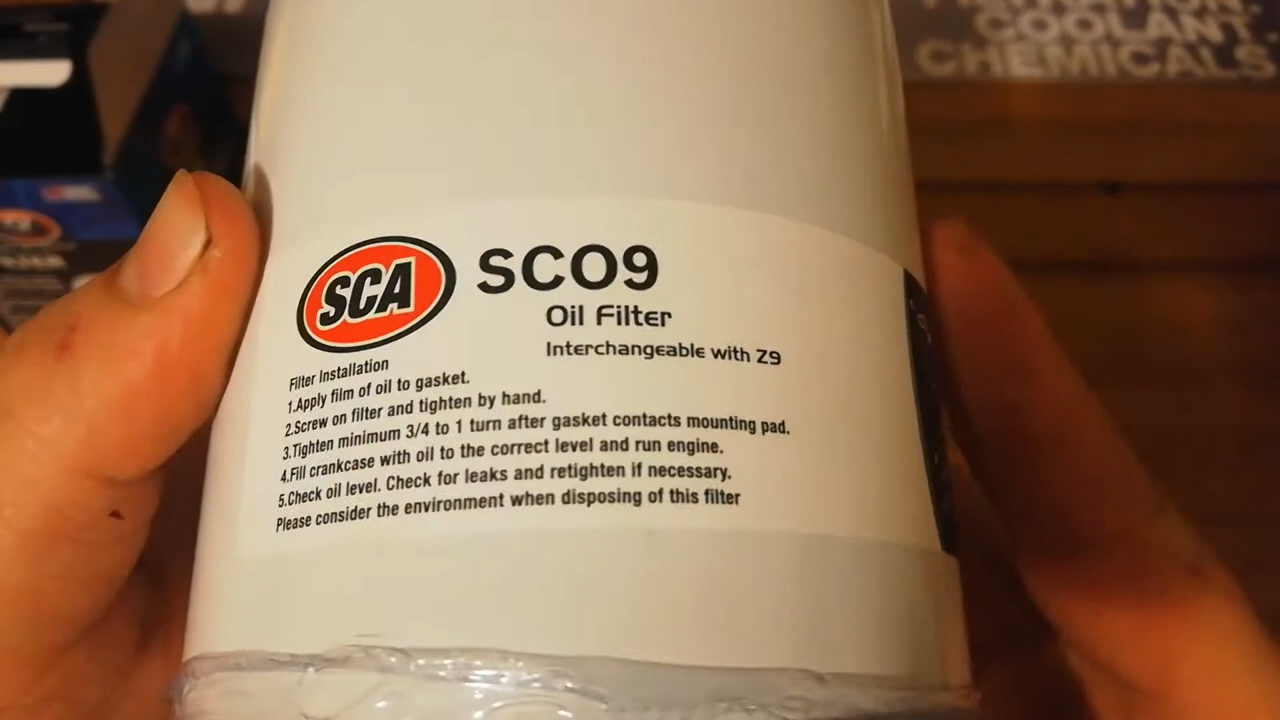 COOLANT.
CHEMICALS.
SCA
SCO9
Oil Filter
Interchangeable with Z9
Filter Installation
1.Apply film of oil to gasket.
2.Screw on filter and tighten by hand.
3.Tighten minimum 3/4 to 1 turn after gasket contacts mounting pad.
4.Fill crankcase with oil to the correct level and run engine.
5.Check oil level. Check for leaks and retighten if necessary.
Please consider the environment when disposing of this filter